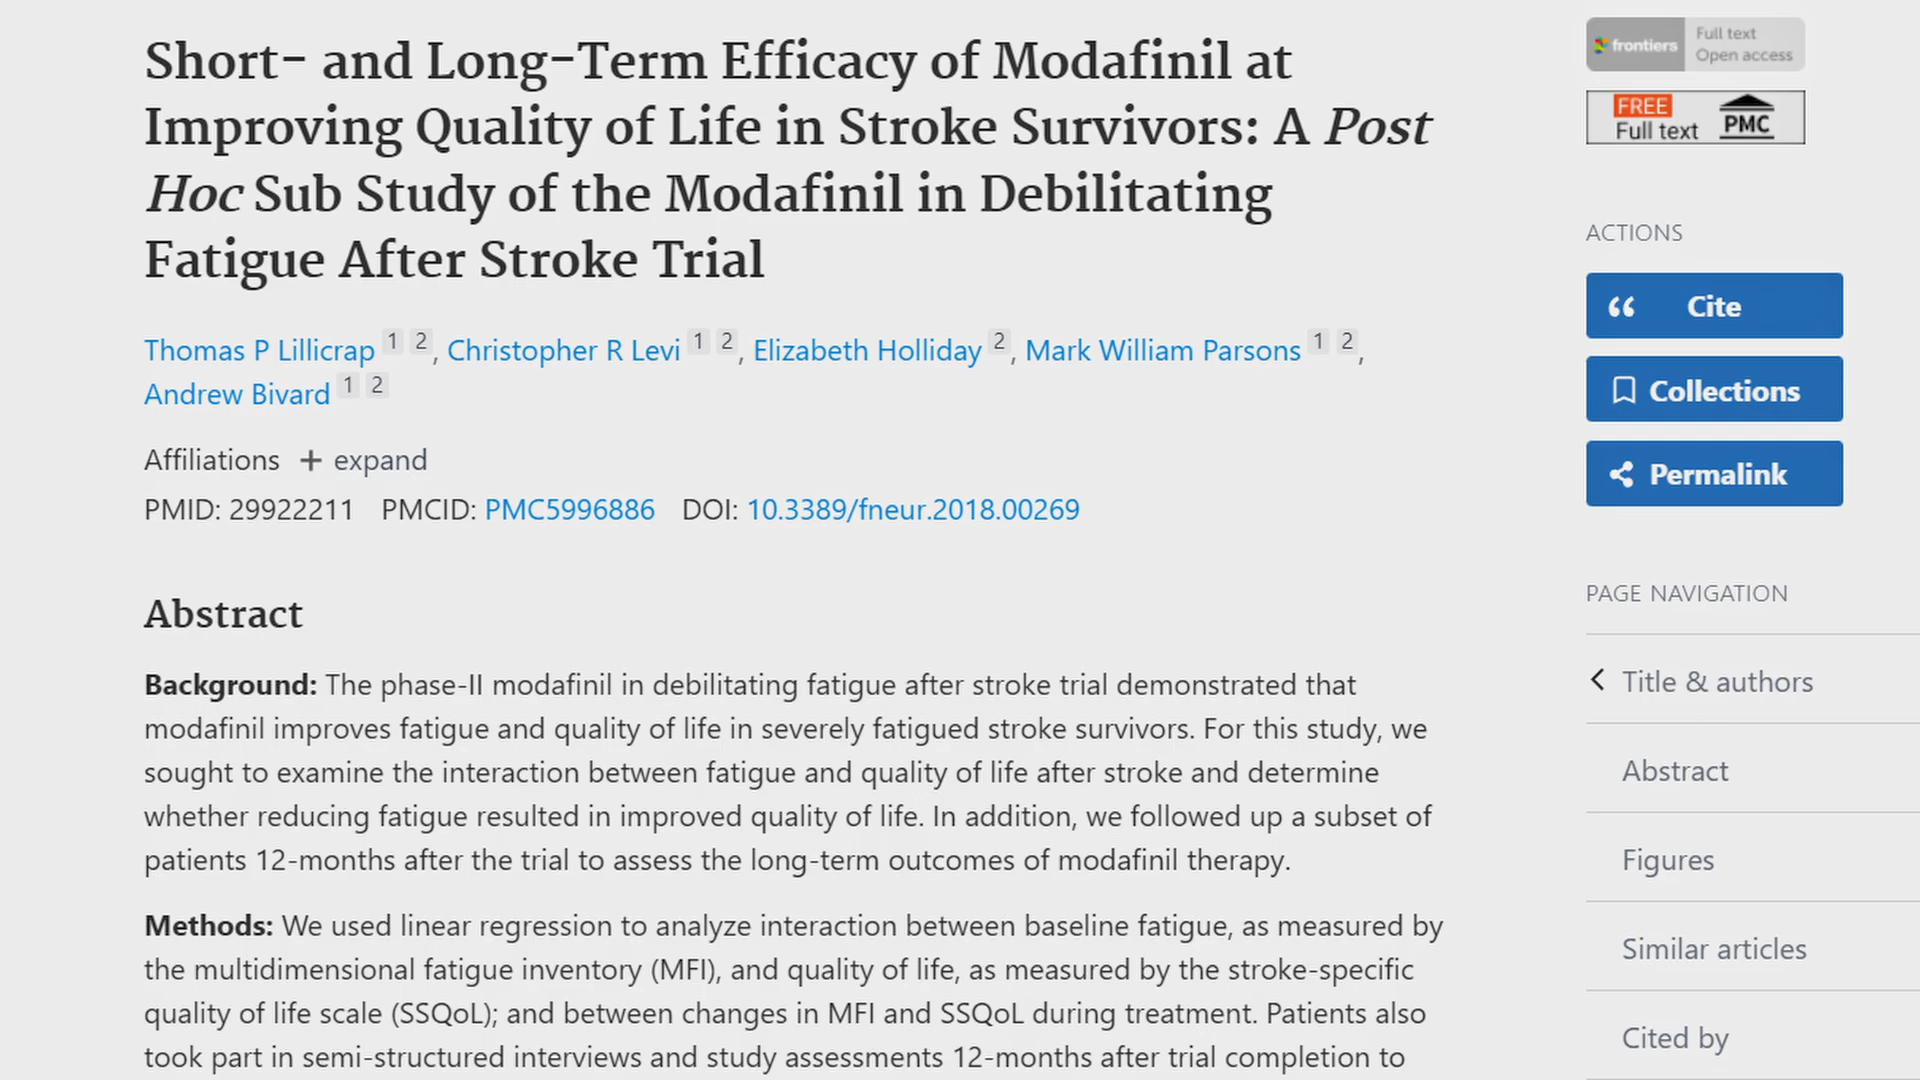 Short- and Long-Term Efficacy of Modafinil at
Improving Quality of Life in Stroke Survivors: A Post
Hoc Sub Study of the Modafinil in Debilitating
Fatigue After Stroke Trial
Thomas P Lillicrap 1 2, Christopher R Levi 1 2, Elizabeth Holliday 2, Mark William Parsons 1 2,
Andrew Bivard 1 2
Affiliations + expand
PMID: 29922211 PMCID: PMC5996886 DOI: 10.3389/fneur.2018.00269
Abstract
Background: The phase-II modafinil in debilitating fatigue after stroke trial demonstrated that
modafinil improves fatigue and quality of life in severely fatigued stroke survivors. For this study, we
sought to examine the interaction between fatigue and quality of life after stroke and determine
whether reducing fatigue resulted in improved quality of life. In addition, we followed up a subset of
patients 12-months after the trial to assess the long-term outcomes of modafinil therapy.
Methods: We used linear regression to analyze interaction between baseline fatigue, as measured by
the multidimensional fatigue inventory (MFI), and quality of life, as measured by the stroke-specific
quality of life scale (SSQoL); and between changes in MFI and SSQoL during treatment. Patients also
took part in semi-structured interviews and study assessments 12-months after trial completion to
frontiers
Full text
Open access
FREE
Full text
PMC
ACTIONS
Cite
Collections
Permalink
PAGE NAVIGATION
Title & authors
Abstract
Figures
Similar articles
Cited by